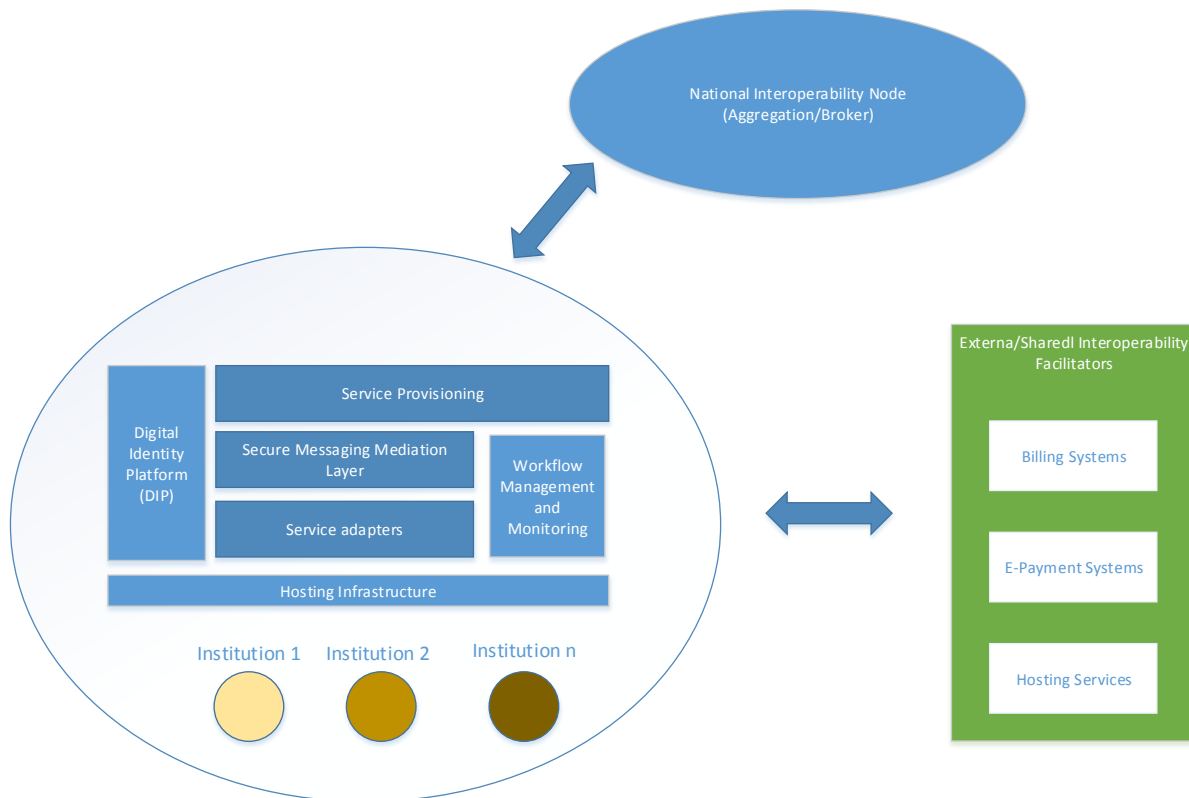 National Interoperability Node
(Aggregation/Broker)
Externa/Sharedl Interoperability
Facilitators
Billing Systems
E-Payment Systems
Hosting Services
Digital
Identity
Platform
(DIP)
Service Provisioning
Secure Messaging Mediation
Layer
Service adapters
Workflow
Management
and
Monitoring
Hosting Infrastructure
Institution 1
Institution 2
Institution n